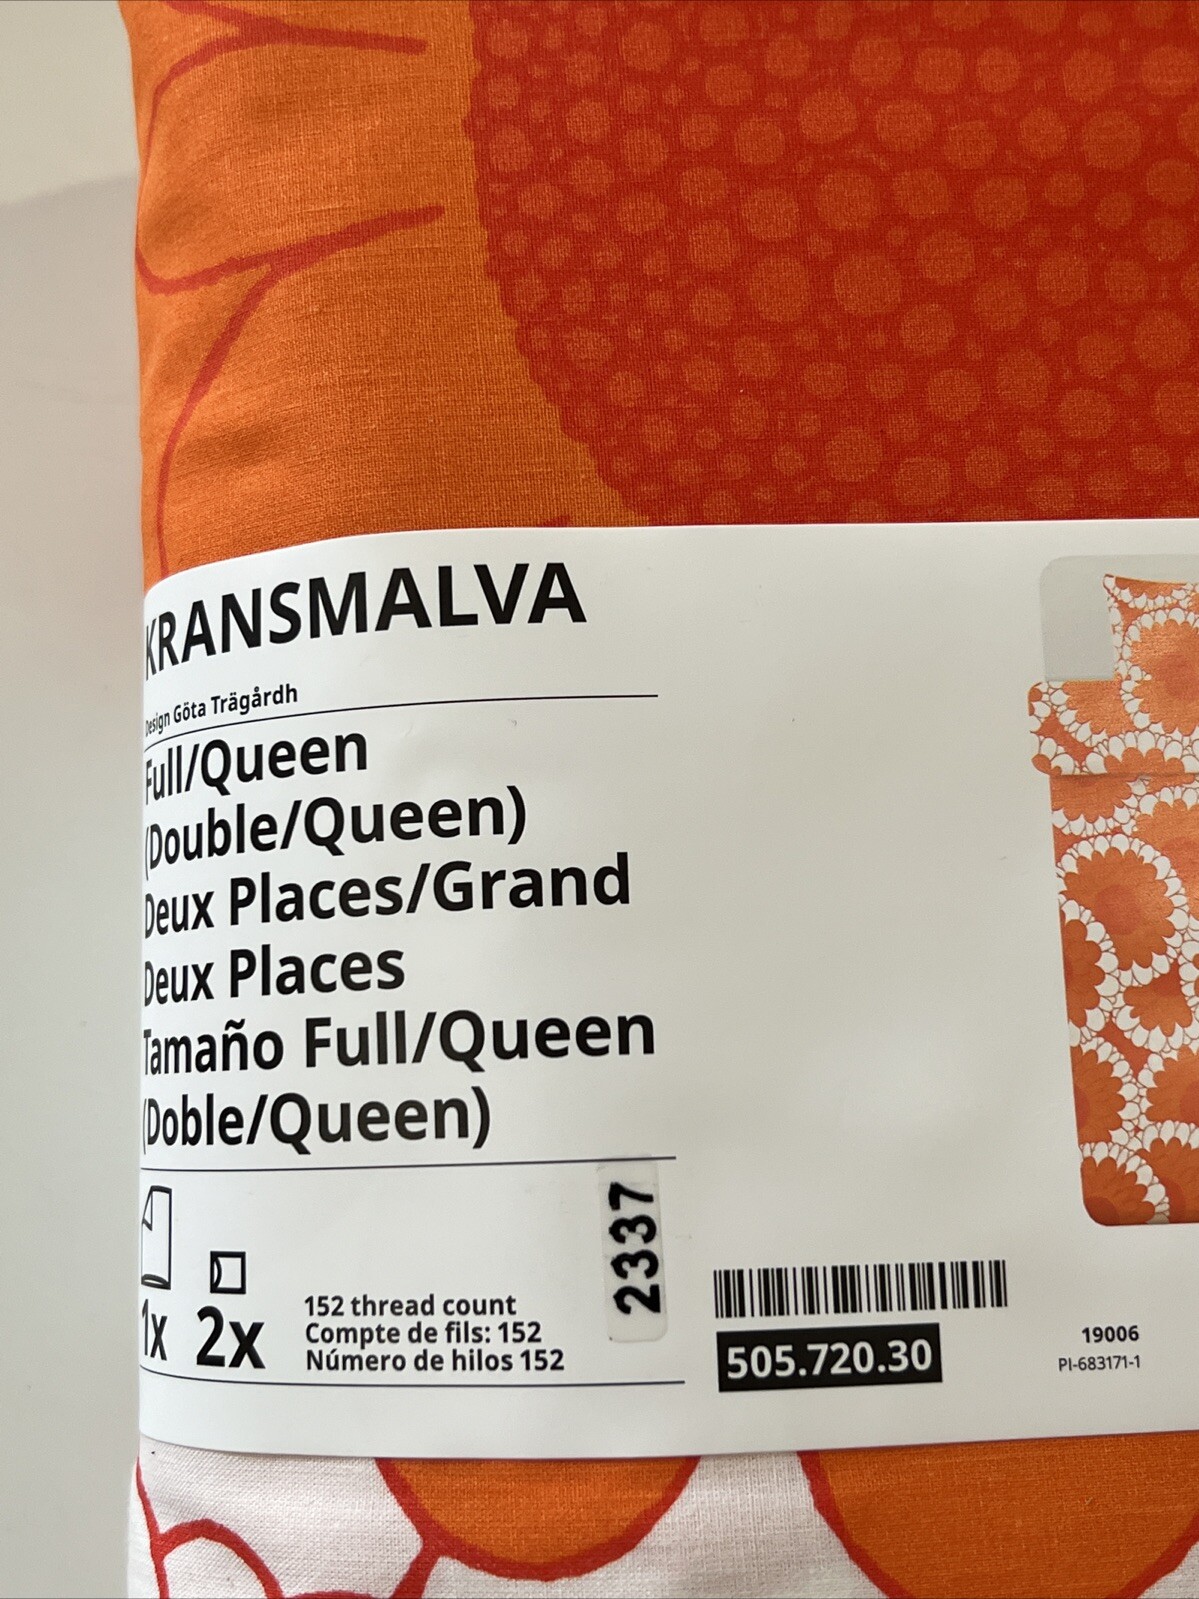 KRANSMALVA
Design Göta Trägårdh
Full/Queen
(Double/Queen)
Deux Places/Grand
Deux Places
Tamaño Full/Queen
(Doble/Queen)
1x 2x
152 thread count
Compte de fils: 152
Número de hilos 152
2337
505.720.30
19006
PI-683171-1